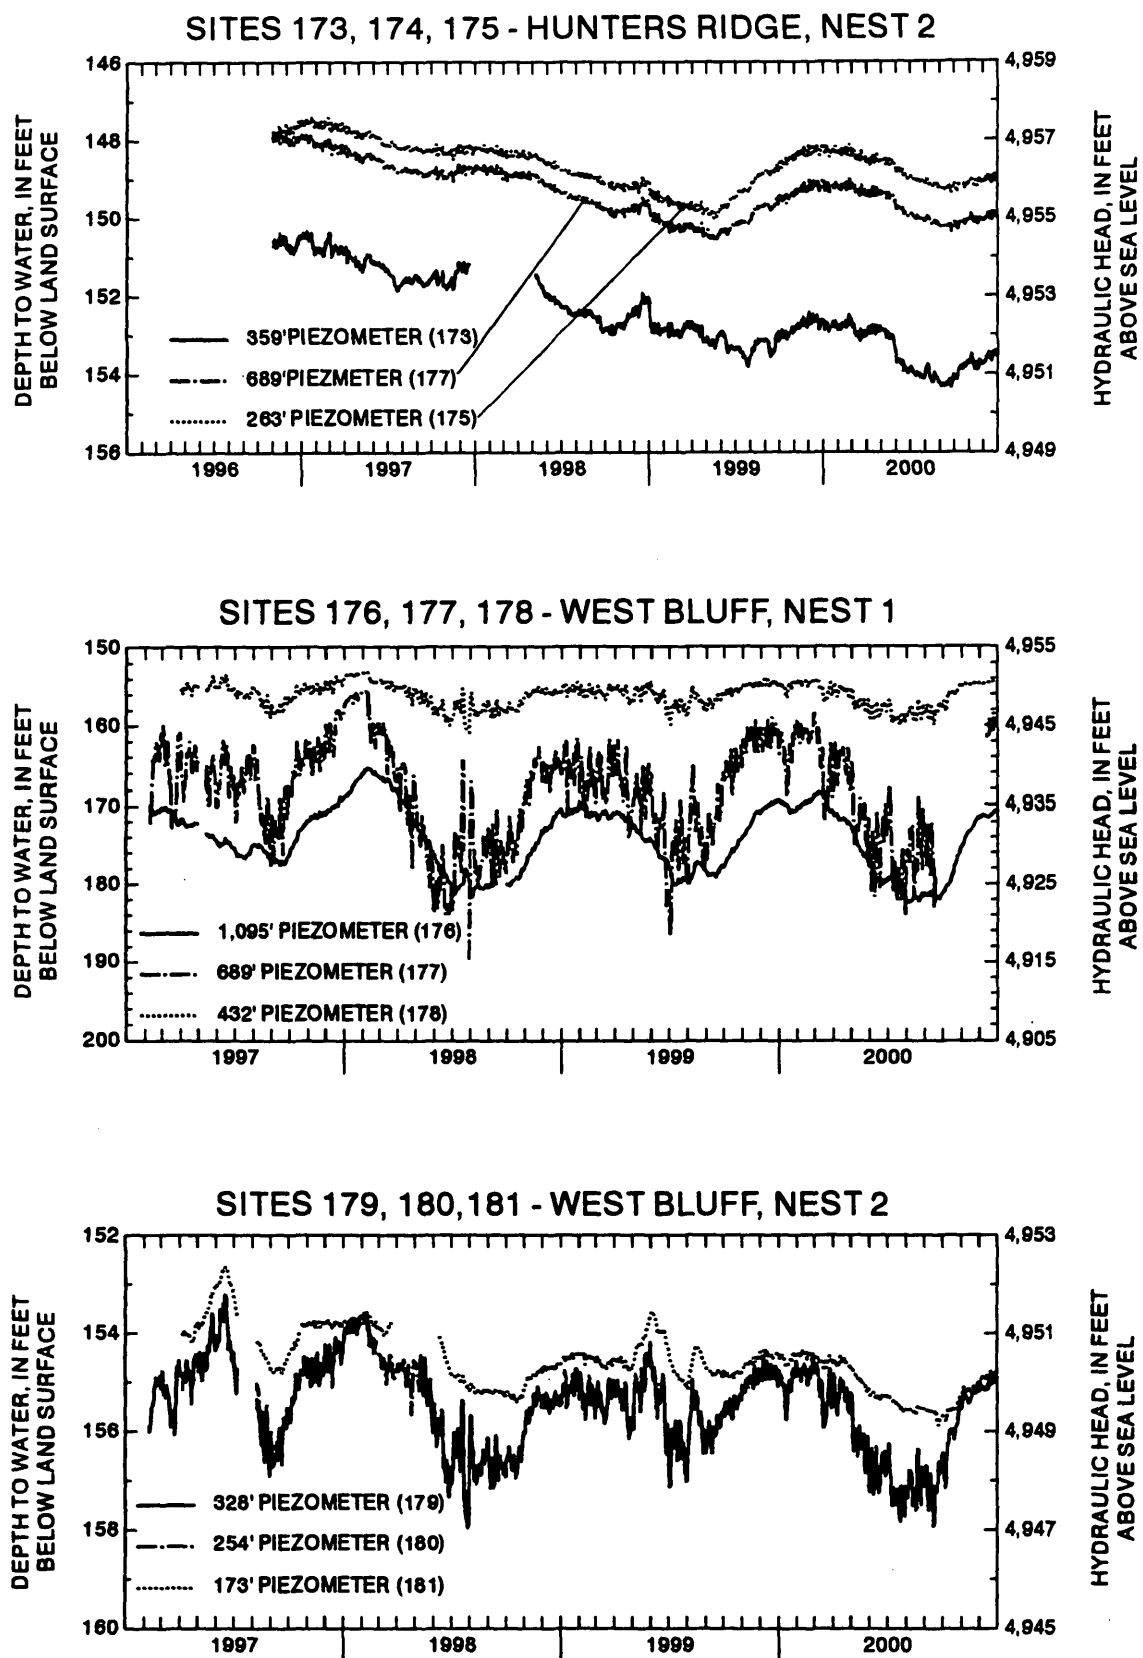 SITES 173, 174, 175 - HUNTERS RIDGE, NEST 2
DEPTH TO WATER, IN FEET
BELOW LAND SURFACE
146
148
150
152
154
156
359' PIEZOMETER (173)
689' PIEZMETER (177)
263' PIEZOMETER (175)
1996
1997
1998
1999
2000
4,959
4,957
4,955
4,953
4,951
4,949
HYDRAULIC HEAD, IN FEET
ABOVE SEA LEVEL
SITES 176, 177, 178 - WEST BLUFF, NEST 1
DEPTH TO WATER, IN FEET
BELOW LAND SURFACE
150
160
170
180
190
200
1,095' PIEZOMETER (176)
689' PIEZOMETER (177)
432' PIEZOMETER (178)
1997
1998
1999
2000
4,955
4,945
4,935
4,925
4,915
4,905
HYDRAULIC HEAD, IN FEET
ABOVE SEA LEVEL
SITES 179, 180,181 - WEST BLUFF, NEST 2
DEPTH TO WATER, IN FEET
BELOW LAND SURFACE
152
154
156
158
160
328' PIEZOMETER (179)
254' PIEZOMETER (180)
173' PIEZOMETER (181)
1997
1998
1999
2000
4,953
4,951
4,949
4,947
4,945
HYDRAULIC HEAD, IN FEET
ABOVE SEA LEVEL